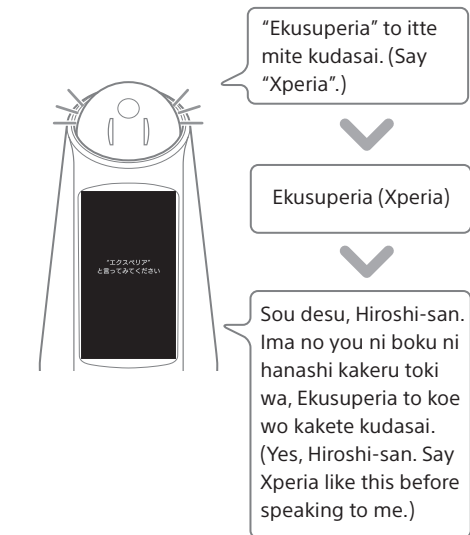 “Ekusuperia” to itte
mite kudasai. (Say
“Xperia”.)
Ekusuperia (Xperia)
“エクスペリア”
と言ってみてください
Sou desu, Hiroshi-san.
Ima no you ni boku ni
hanashi kakeru toki
wa, Ekusuperia to koe
wo kakete kudasai.
(Yes, Hiroshi-san. Say
Xperia like this before
speaking to me.)